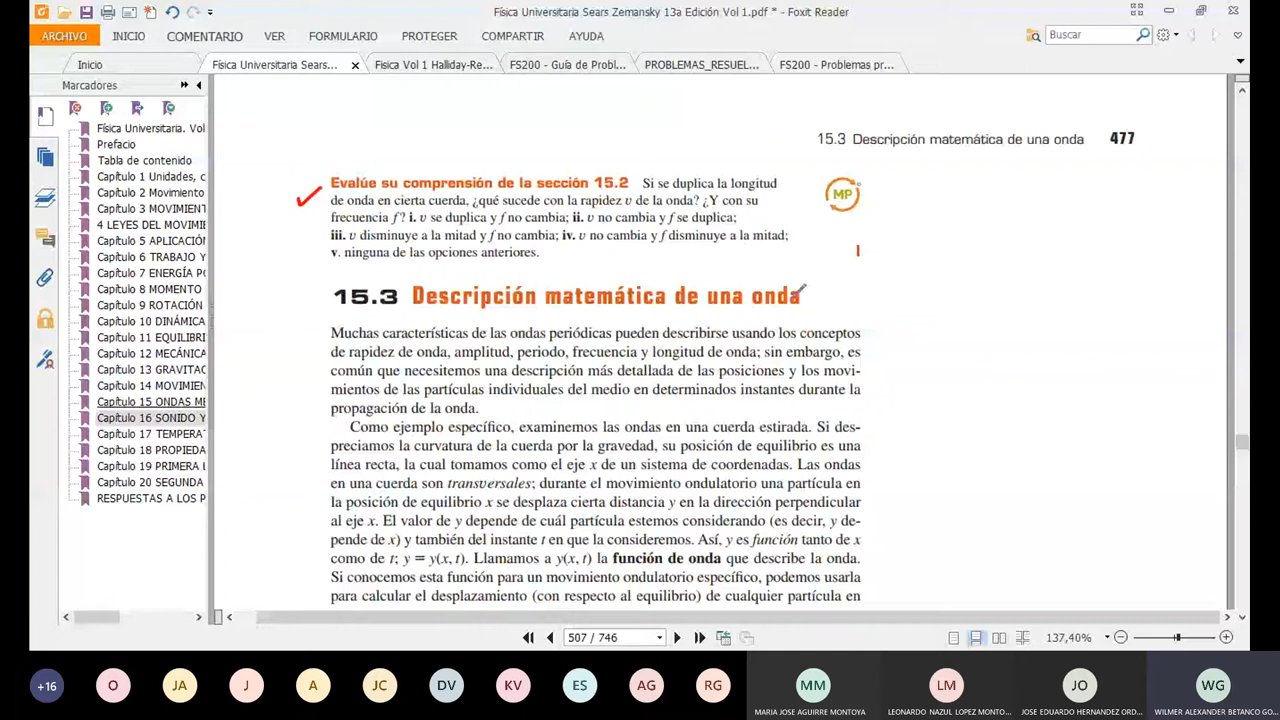 Física Universitaria Sears Zemansky 13a Edición Vol 1.pdf * - Foxit Reader
ARCHIVO INICIO COMENTARIO VER FORMULARIO PROTEGER COMPARTIR AYUDA Buscar
Inicio Física Universitaria Sears... Fisica Vol 1 Halliday-Re... FS200 - Guía de Probl... PROBLEMAS_RESUEL... FS200 - Problemas pr...
Marcadores
Física Universitaria. Vol
Prefacio
Tabla de contenido
Capítulo 1 Unidades, c
Capítulo 2 Movimiento
Capítulo 3 MOVIMIENT
4 LEYES DEL MOVIM
Capítulo 5 APLICACIÓN
Capítulo 6 TRABAJO Y
Capítulo 7 ENERGÍA PO
Capítulo 8 MOMENTO
Capítulo 9 ROTACIÓN
Capítulo 10 DINÁMICA
Capítulo 11 EQUILIBRI
Capítulo 12 MECÁNICA
Capítulo 13 GRAVITAC
Capítulo 14 MOVIMIEN
Capítulo 15 ONDAS ME
Capítulo 16 SONIDO Y
Capítulo 17 TEMPERAT
Capítulo 18 PROPIEDA
Capítulo 19 PRIMERA L
Capítulo 20 SEGUNDA
RESPUESTAS A LOS P
15.3 Descripción matemática de una onda 477
Evalúe su comprensión de la sección 15.2 Si se duplica la longitud
de onda en cierta cuerda, ¿qué sucede con la rapidez v de la onda? ¿Y con su
frecuencia f? i. v se duplica y f no cambia; ii. v no cambia y f se duplica;
iii. v disminuye a la mitad y f no cambia; iv. v no cambia y f disminuye a la mitad;
v. ninguna de las opciones anteriores.
MP
15.3 Descripción matemática de una onda
Muchas características de las ondas periódicas pueden describirse usando los conceptos
de rapidez de onda, amplitud, periodo, frecuencia y longitud de onda; sin embargo, es
común que necesitemos una descripción más detallada de las posiciones y los movi-
mientos de las partículas individuales del medio en determinados instantes durante la
propagación de la onda.
Como ejemplo específico, examinemos las ondas en una cuerda estirada. Si des-
preciamos la curvatura de la cuerda por la gravedad, su posición de equilibrio es una
línea recta, la cual tomamos como el eje x de un sistema de coordenadas. Las ondas
en una cuerda son transversales; durante el movimiento ondulatorio una partícula en
la posición de equilibrio x se desplaza cierta distancia y en la dirección perpendicular
al eje x. El valor de y depende de cuál partícula estemos considerando (es decir, y de-
pende de x) y también del instante t en que la consideremos. Así, y es función tanto de x
como de t; y = y(x, t). Llamamos a y(x, t) la función de onda que describe la onda.
Si conocemos esta función para un movimiento ondulatorio específico, podemos usarla
para calcular el desplazamiento (con respecto al equilibrio) de cualquier partícula en
507 / 746 137,40%
+16 O JA J A JC DV KV ES AG RG MM LM JO WG
MARIA JOSE AGUIRRE MONTOYA LEONARDO NAZUL LOPEZ MONTO... JOSE EDUARDO HERNANDEZ ORD... WILMER ALEXANDER BETANCO GO...